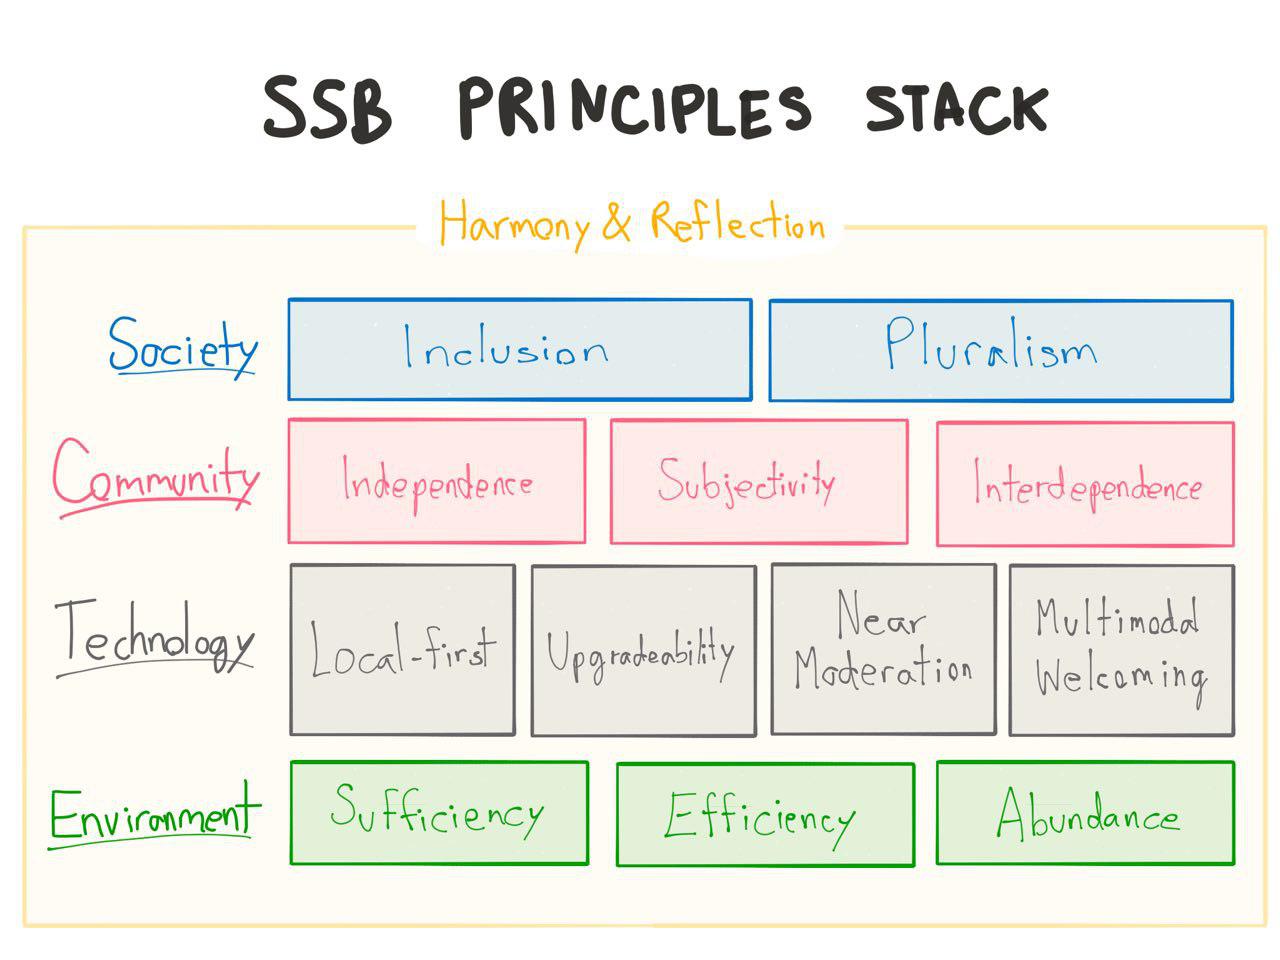 SSB PRINCIPLES STACK
Harmony & Reflection
Society
Inclusion
Pluralism
Community
Independence
Subjectivity
Interdependence
Technology
Local-first
Upgradeability
Near
Moderation
Multimodal
Welcoming
Environment
Sufficiency
Efficiency
Abundance